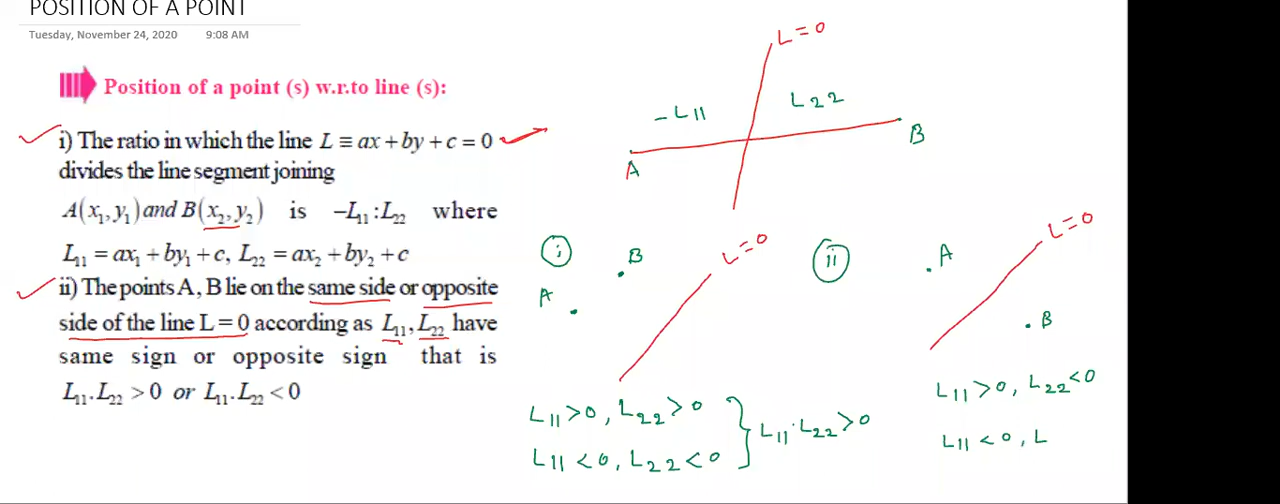 POSITION OF A POINT
Tuesday, November 24, 2020 9:08 AM
Position of a point (s) w.r.to line (s):
i) The ratio in which the line L ≡ ax + by + c = 0
divides the line segment joining
A(x₁, y₁) and B(x₂, y₂) is −L₁₁ : L₂₂ where
L₁₁ = ax₁ + by₁ + c, L₂₂ = ax₂ + by₂ + c
ii) The points A, B lie on the same side or opposite
side of the line L = 0 according as L₁₁, L₂₂ have
same sign or opposite sign that is
L₁₁.L₂₂ > 0 or L₁₁.L₂₂ < 0
L=0
-L₁₁
L₂₂
A
B
i
B
A
L=0
L₁₁>0, L₂₂>0
L₁₁<0, L₂₂<0
L₁₁.L₂₂>0
ii
A
B
L=0
L₁₁>0, L₂₂<0
L₁₁<0, L